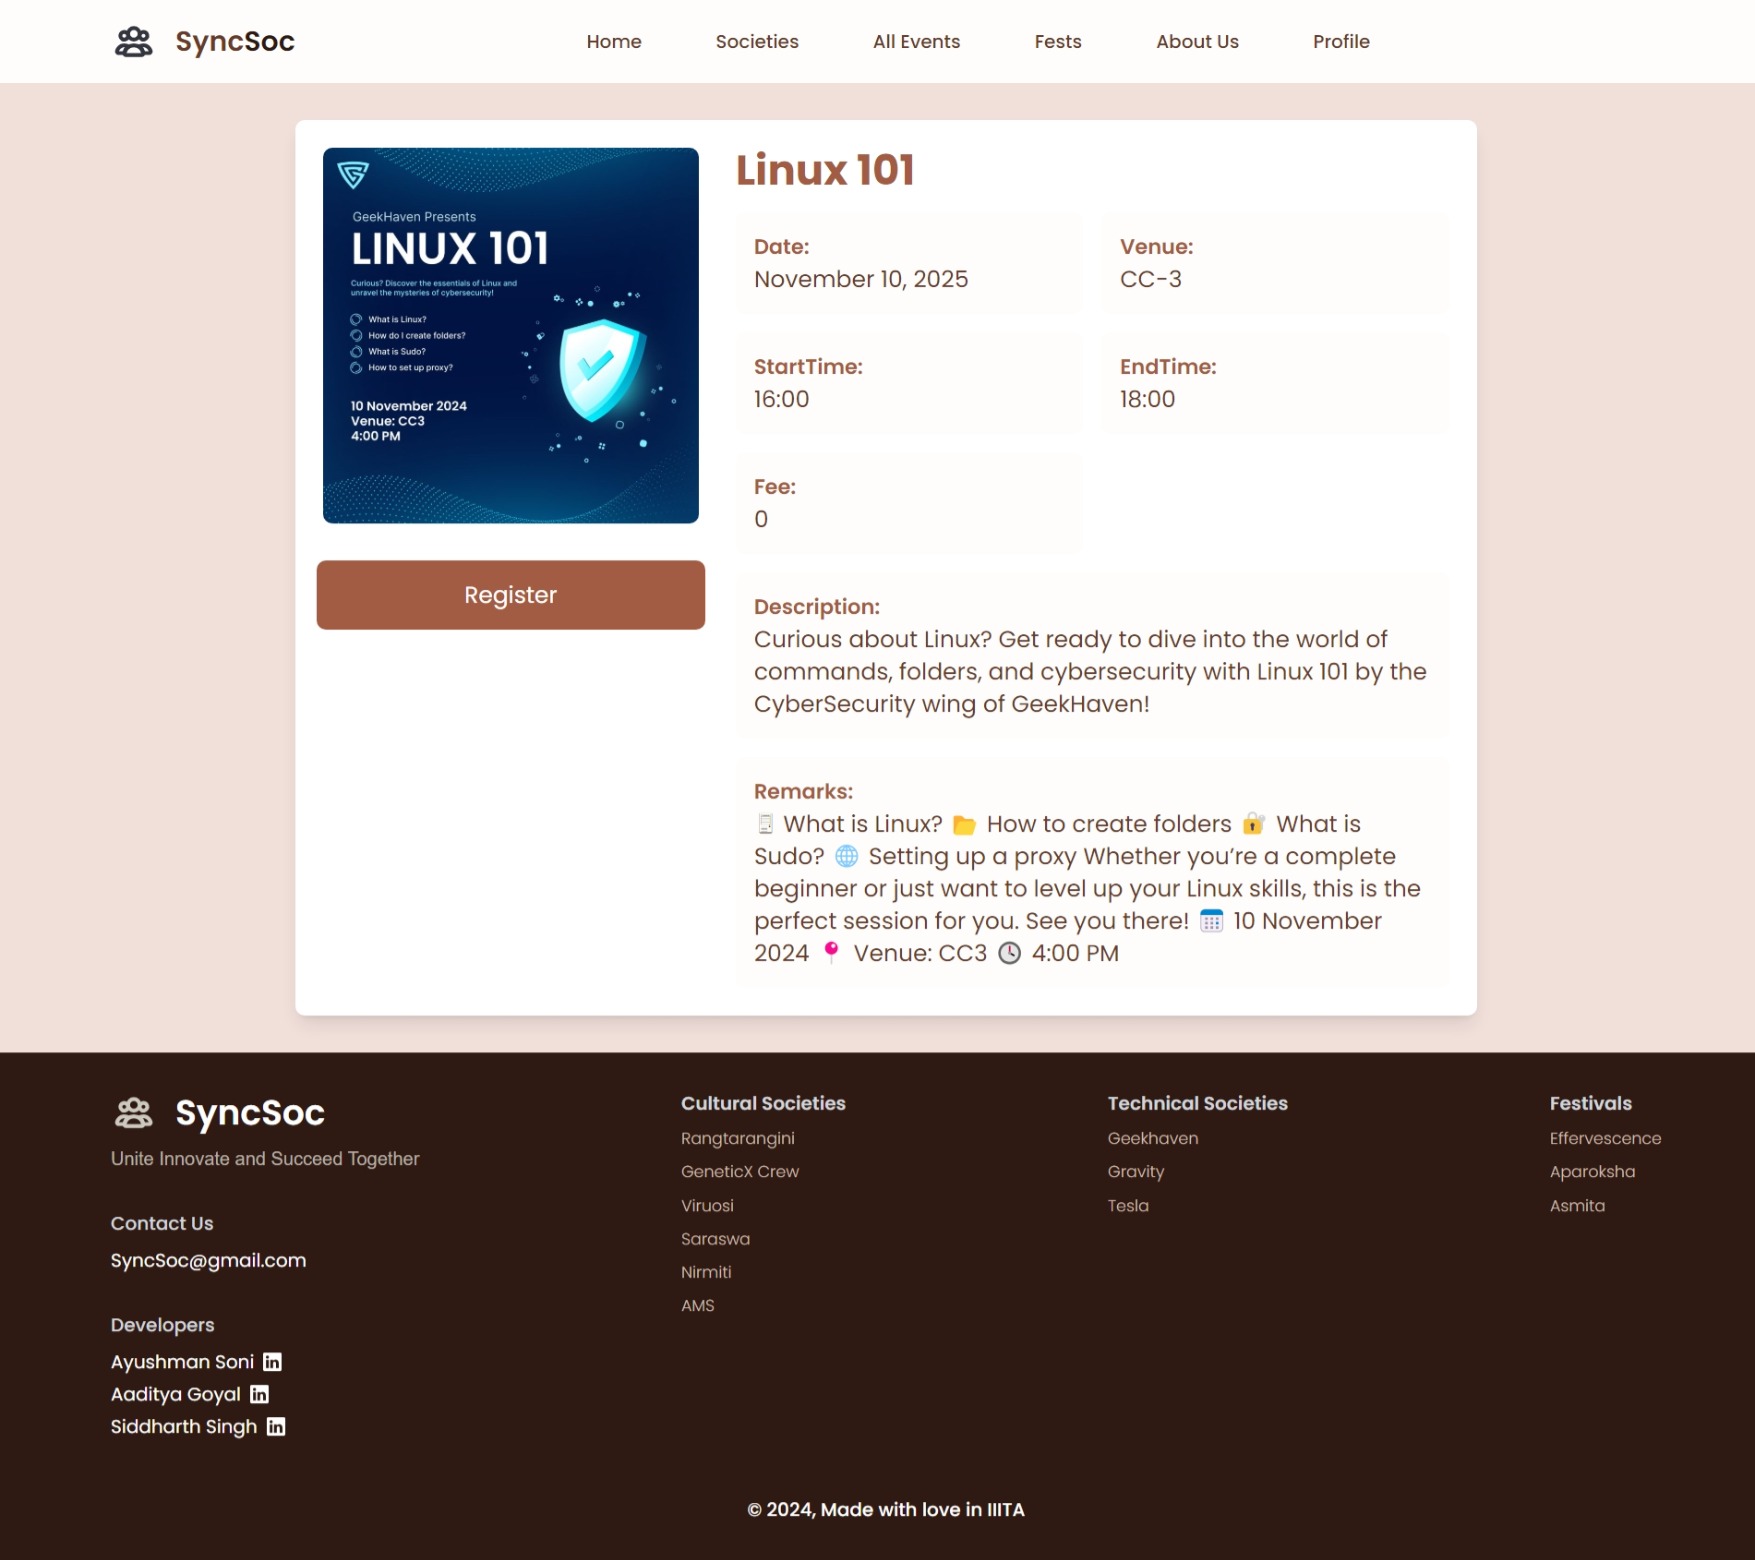 SyncSoc
Home
Societies
All Events
Fests
About Us
Profile
GeekHaven Presents
LINUX 101
Curious? Discover the essentials of Linux and
unravel the mysteries of cybersecurity!
What is Linux?
How do I create folders?
What is Sudo?
How to set up proxy?
10 November 2024
Venue: CC3
4:00 PM
Register
Linux 101
Date:
November 10, 2025
Venue:
CC-3
StartTime:
16:00
EndTime:
18:00
Fee:
0
Description:
Curious about Linux? Get ready to dive into the world of
commands, folders, and cybersecurity with Linux 101 by the
CyberSecurity wing of GeekHaven!
Remarks:
What is Linux? 📂 How to create folders 🔐 What is
Sudo? 🌐 Setting up a proxy Whether you’re a complete
beginner or just want to level up your Linux skills, this is the
perfect session for you. See you there! 📅 10 November
2024 📍 Venue: CC3 🕓 4:00 PM
SyncSoc
Unite Innovate and Succeed Together
Contact Us
SyncSoc@gmail.com
Developers
Ayushman Soni in
Aaditya Goyal in
Siddharth Singh in
Cultural Societies
Rangtarangini
GeneticX Crew
Viruosi
Saraswa
Nirmiti
AMS
Technical Societies
Geekhaven
Gravity
Tesla
Festivals
Effervescence
Aparoksha
Asmita
© 2024, Made with love in IIITA